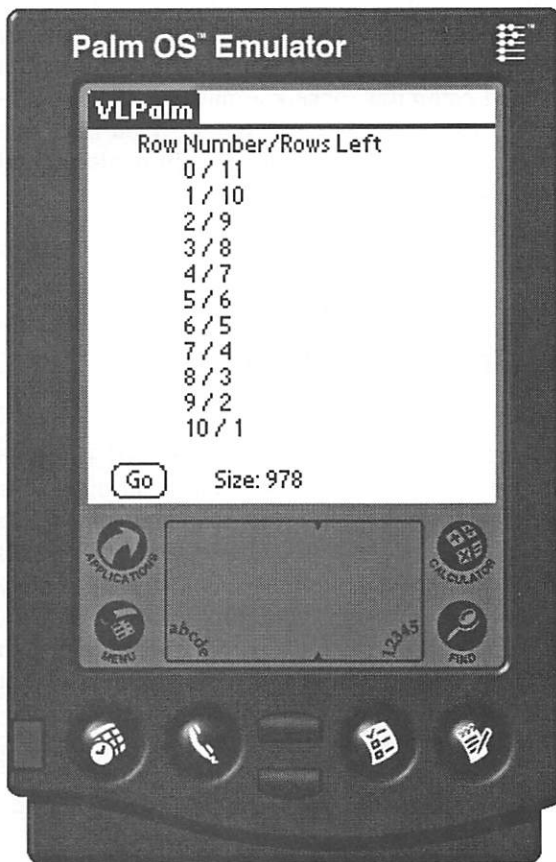 Palm OS™ Emulator
™
VLPalm
Row Number/Rows Left
0 / 11
1 / 10
2 / 9
3 / 8
4 / 7
5 / 6
6 / 5
7 / 4
8 / 3
9 / 2
10 / 1
Go Size: 978
APPLICATIONS
CALCULATOR
MENU
abcde
12345
FIND